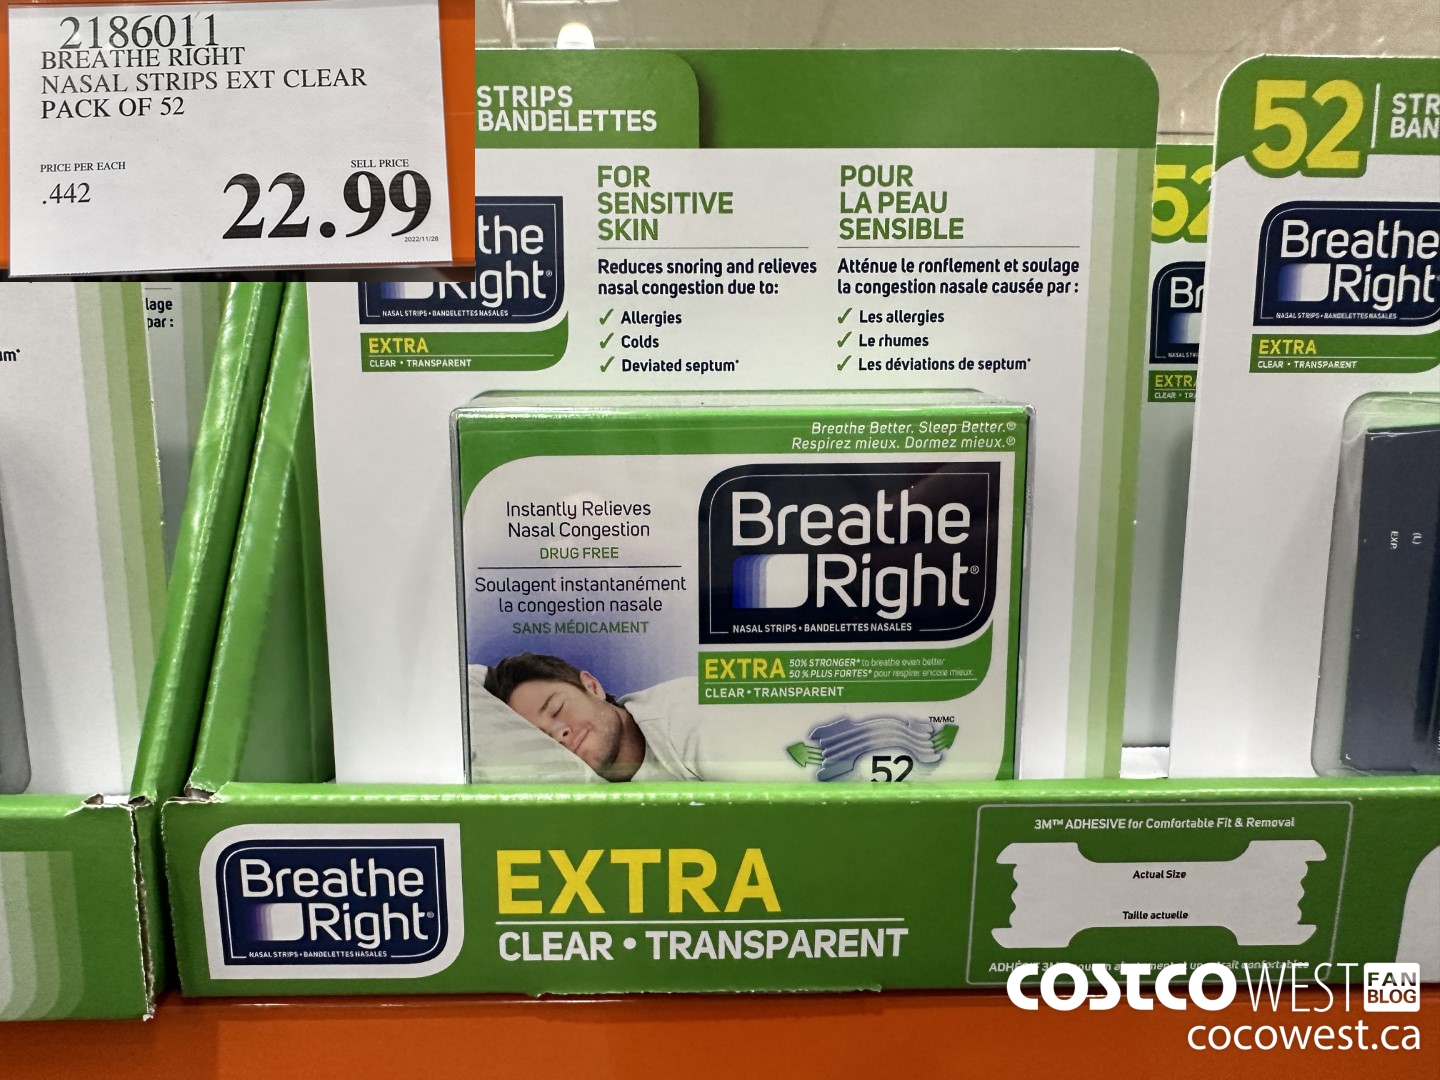 2186011
BREATHE RIGHT
NASAL STRIPS EXT CLEAR
PACK OF 52
PRICE PER EACH
.442
SELL PRICE
22.99
2022/11/28
STRIPS
BANDELETTES
the
Right®
NASAL STRIPS • BANDELETTES NASALES
EXTRA
CLEAR • TRANSPARENT
FOR
SENSITIVE
SKIN
Reduces snoring and relieves
nasal congestion due to:
✓ Allergies
✓ Colds
✓ Deviated septum*
POUR
LA PEAU
SENSIBLE
Atténue le ronflement et soulage
la congestion nasale causée par :
✓ Les allergies
✓ Le rhumes
✓ Les déviations de septum*
lage
par :
um*
52
Br
EXTRA
52
STR
BAN
Breathe
Right
NASAL STRIPS • BANDELETTES NASALES
EXTRA
CLEAR • TRANSPARENT
(L)
EXP.
Breathe Better. Sleep Better.®
Respirez mieux. Dormez mieux.®
Instantly Relieves
Nasal Congestion
DRUG FREE
Soulagent instantanément
la congestion nasale
SANS MÉDICAMENT
Breathe
Right®
NASAL STRIPS • BANDELETTES NASALES
EXTRA
50% STRONGER* to breathe even better
50 % PLUS FORTES* pour respirer encore mieux.
CLEAR • TRANSPARENT
TM/MC
52
Breathe
Right®
NASAL STRIPS • BANDELETTES NASALES
EXTRA
CLEAR • TRANSPARENT
3M™ ADHESIVE for Comfortable Fit & Removal
Actual Size
Taille actuelle
COSTCO WEST FAN BLOG
cocowest.ca